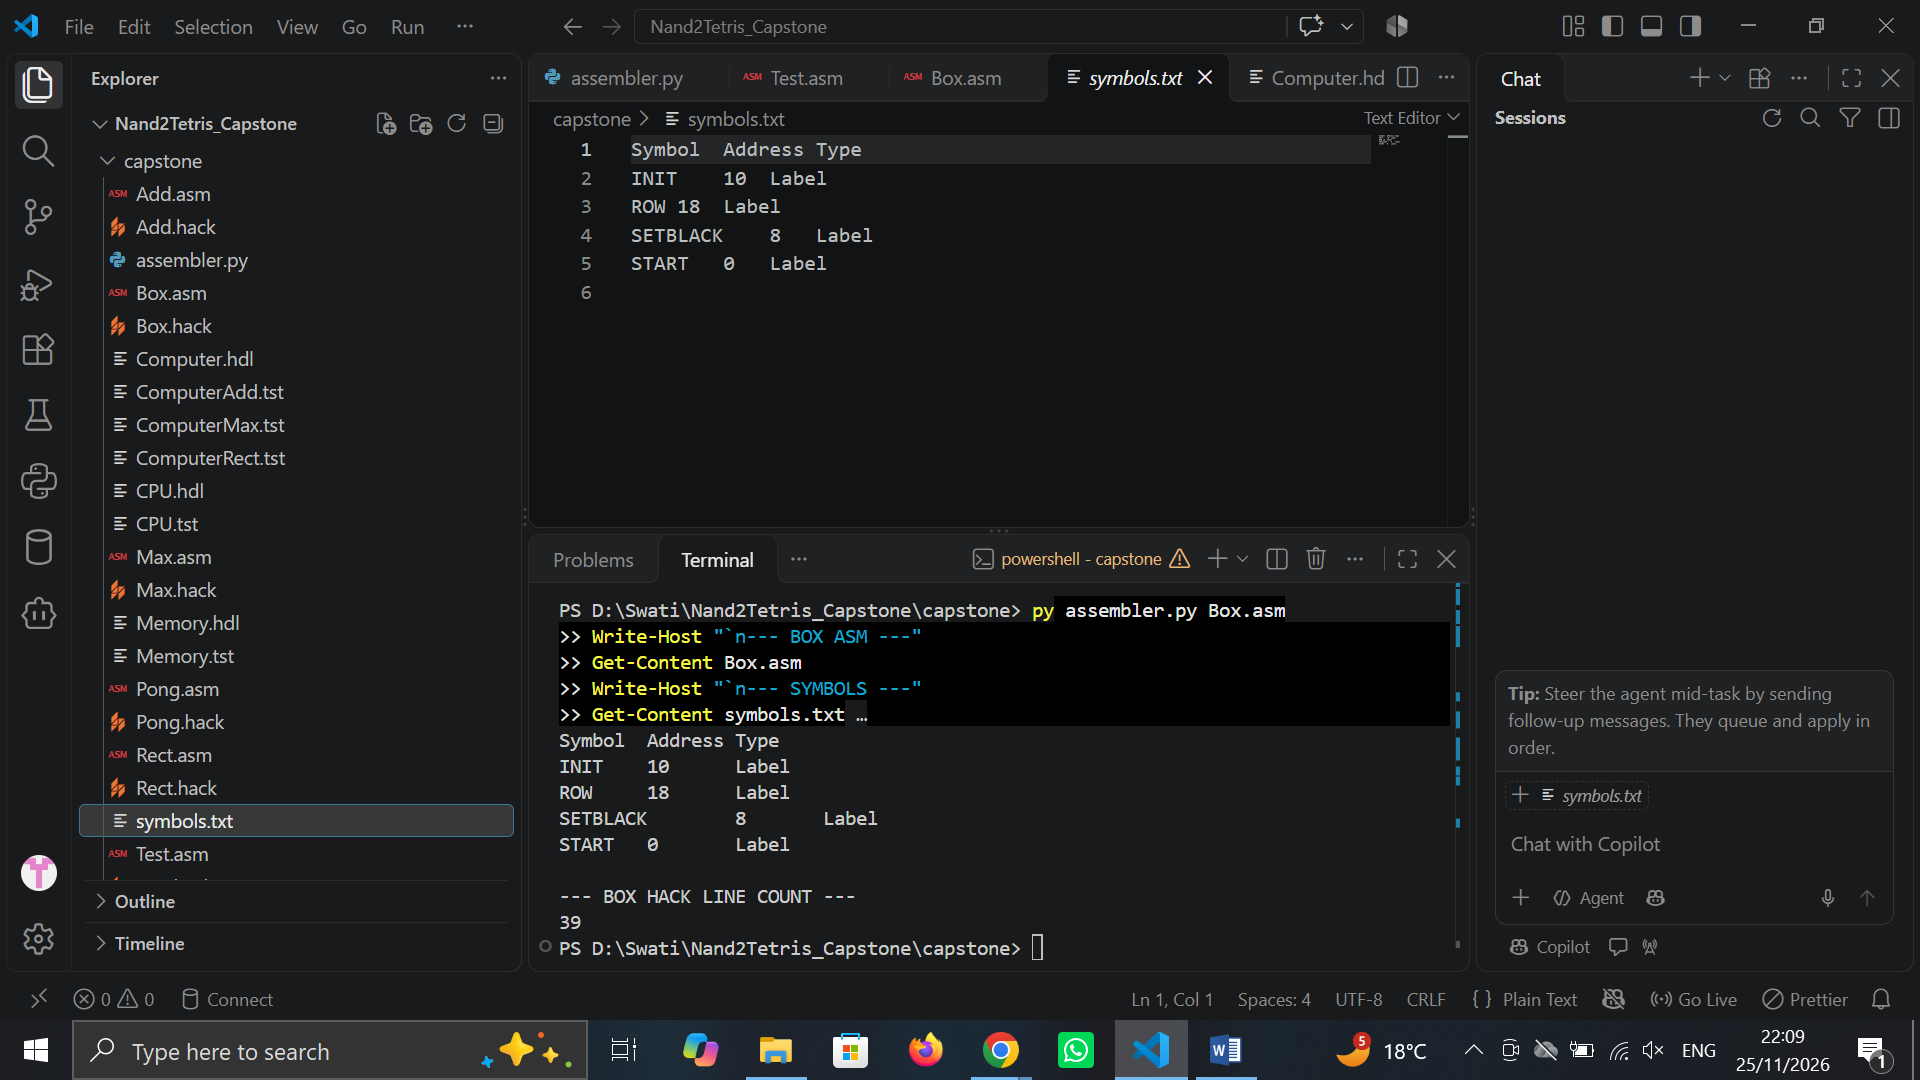 File Edit Selection View Go Run ···
Nand2Tetris_Capstone
Explorer
Nand2Tetris_Capstone
capstone
ASM Add.asm
Add.hack
assembler.py
ASM Box.asm
Box.hack
Computer.hdl
ComputerAdd.tst
ComputerMax.tst
ComputerRect.tst
CPU.hdl
CPU.tst
ASM Max.asm
Max.hack
Memory.hdl
Memory.tst
ASM Pong.asm
Pong.hack
ASM Rect.asm
Rect.hack
symbols.txt
ASM Test.asm
Outline
Timeline
assembler.py ASM Test.asm ASM Box.asm symbols.txt Computer.hd
capstone > symbols.txt Text Editor
1 Symbol Address Type
2 INIT 10 Label
3 ROW 18 Label
4 SETBLACK 8 Label
5 START 0 Label
6
Problems Terminal ··· powershell - capstone
PS D:\Swati\Nand2Tetris_Capstone\capstone> py assembler.py Box.asm
>> Write-Host "`n--- BOX ASM ---"
>> Get-Content Box.asm
>> Write-Host "`n--- SYMBOLS ---"
>> Get-Content symbols.txt …
Symbol Address Type
INIT 10 Label
ROW 18 Label
SETBLACK 8 Label
START 0 Label
--- BOX HACK LINE COUNT ---
39
PS D:\Swati\Nand2Tetris_Capstone\capstone>
Chat
Sessions
Tip: Steer the agent mid-task by sending
follow-up messages. They queue and apply in
order.
symbols.txt
Chat with Copilot
Agent
Copilot
0 0 Connect
Ln 1, Col 1 Spaces: 4 UTF-8 CRLF { } Plain Text Go Live Prettier
Type here to search
5 18°C ENG
22:09
25/11/2026
1